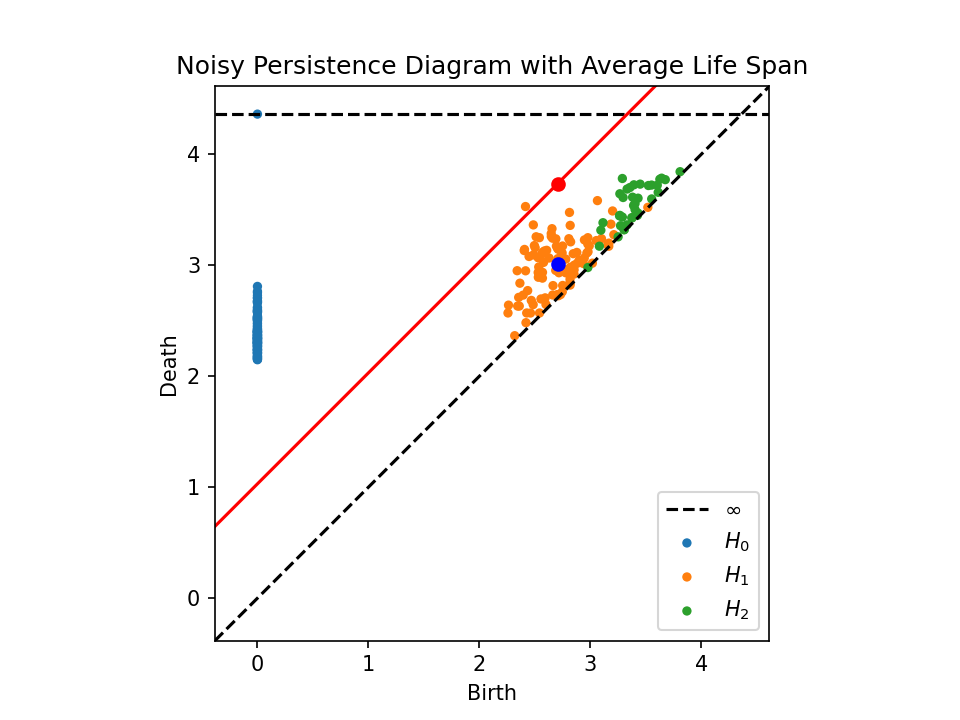 Noisy Persistence Diagram with Average Life Span
Death
4
3
2
1
0
0 1 2 3 4
Birth
∞
H₀
H₁
H₂